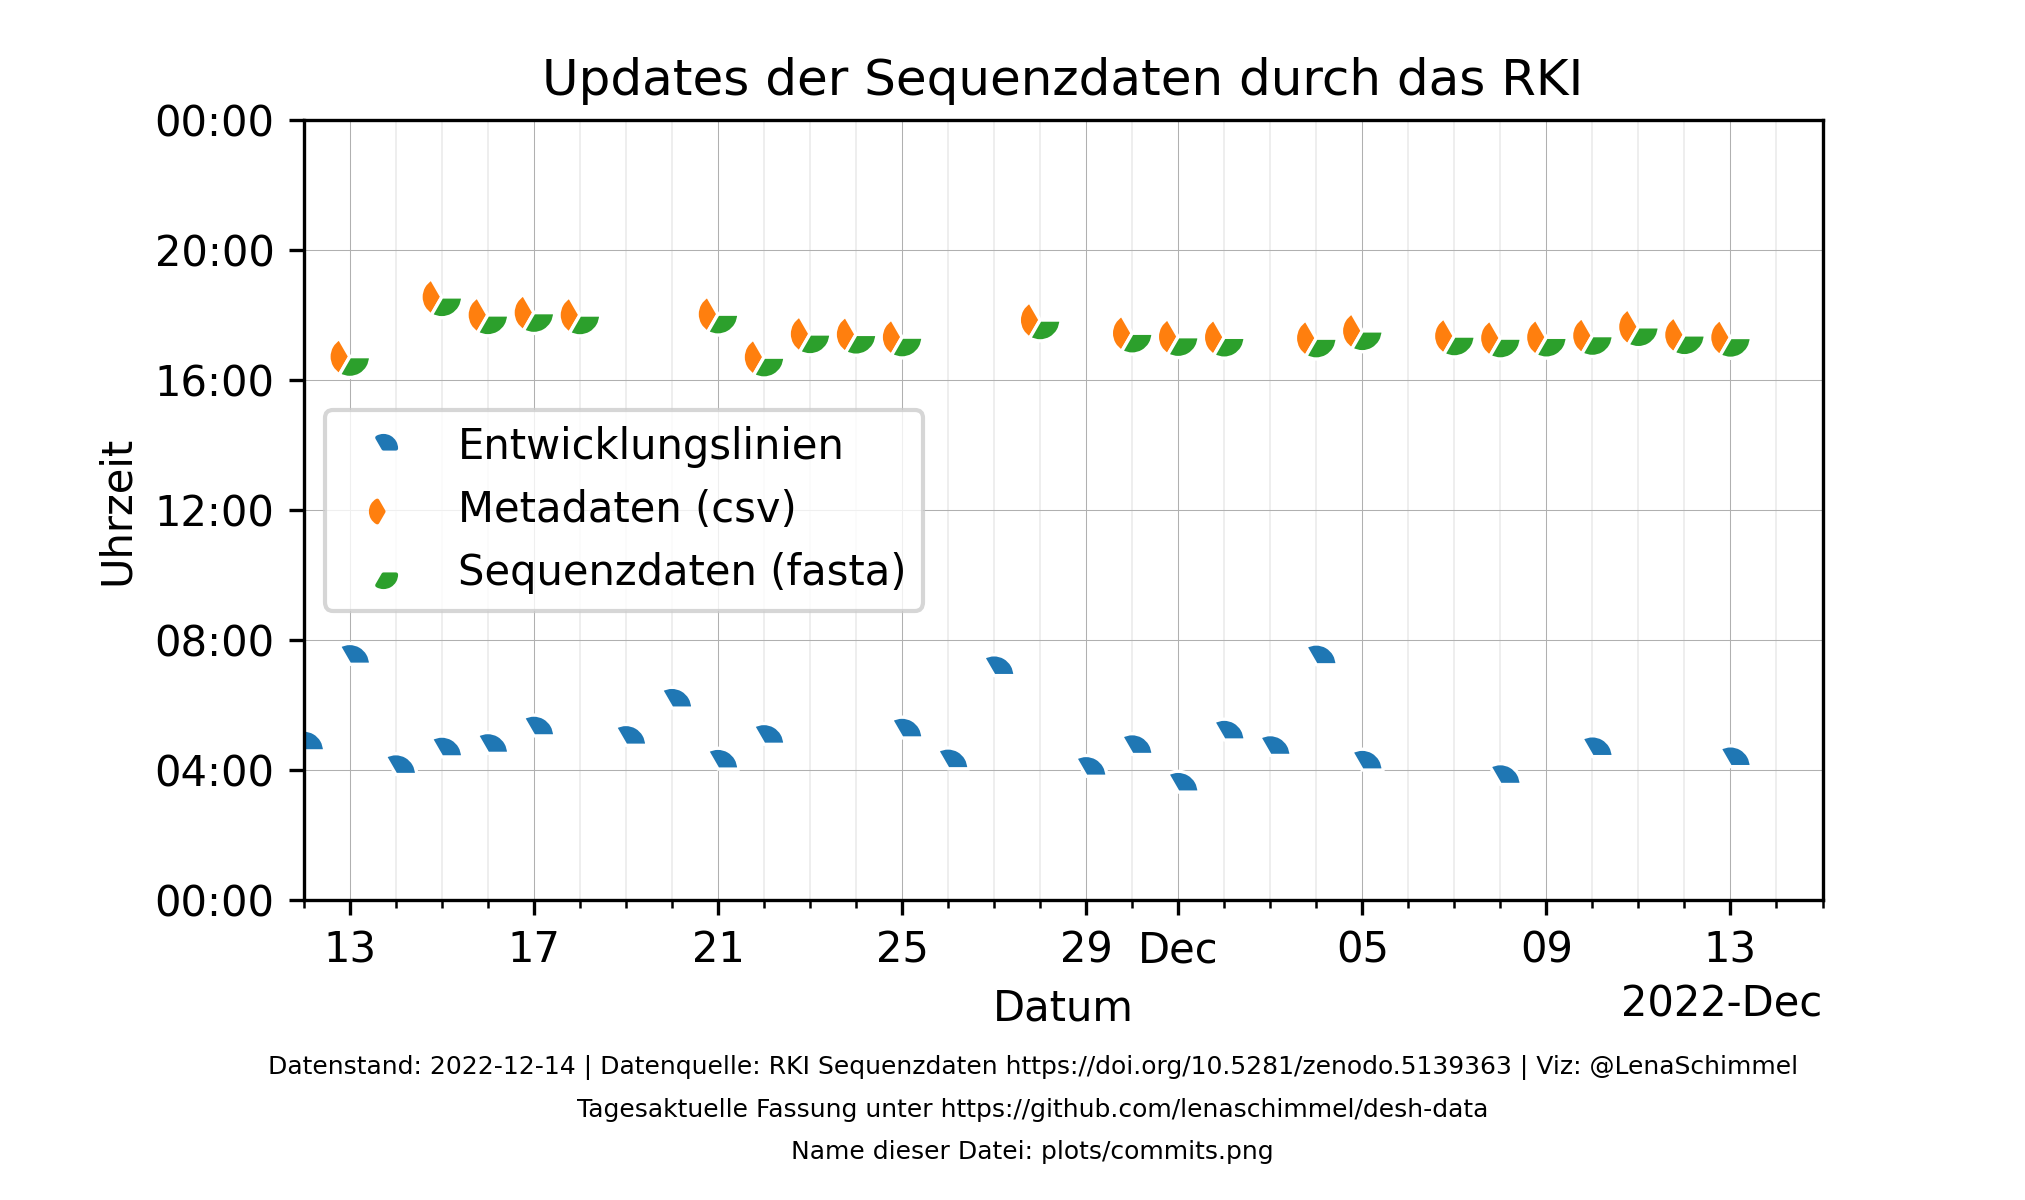 Updates der Sequenzdaten durch das RKI
00:00
20:00
16:00
12:00
08:00
04:00
00:00
Uhrzeit
Entwicklungslinien
Metadaten (csv)
Sequenzdaten (fasta)
13 17 21 25 29 Dec 05 09 13
Datum
2022-Dec
Datenstand: 2022-12-14 | Datenquelle: RKI Sequenzdaten https://doi.org/10.5281/zenodo.5139363 | Viz: @LenaSchimmel
Tagesaktuelle Fassung unter https://github.com/lenaschimmel/desh-data
Name dieser Datei: plots/commits.png